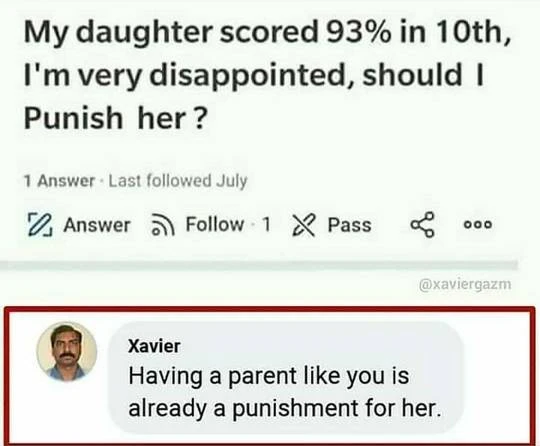 My daughter scored 93% in 10th,
I'm very disappointed, should I
Punish her ?
1 Answer · Last followed July
Answer Follow · 1 Pass
@xaviergazm
Xavier
Having a parent like you is
already a punishment for her.